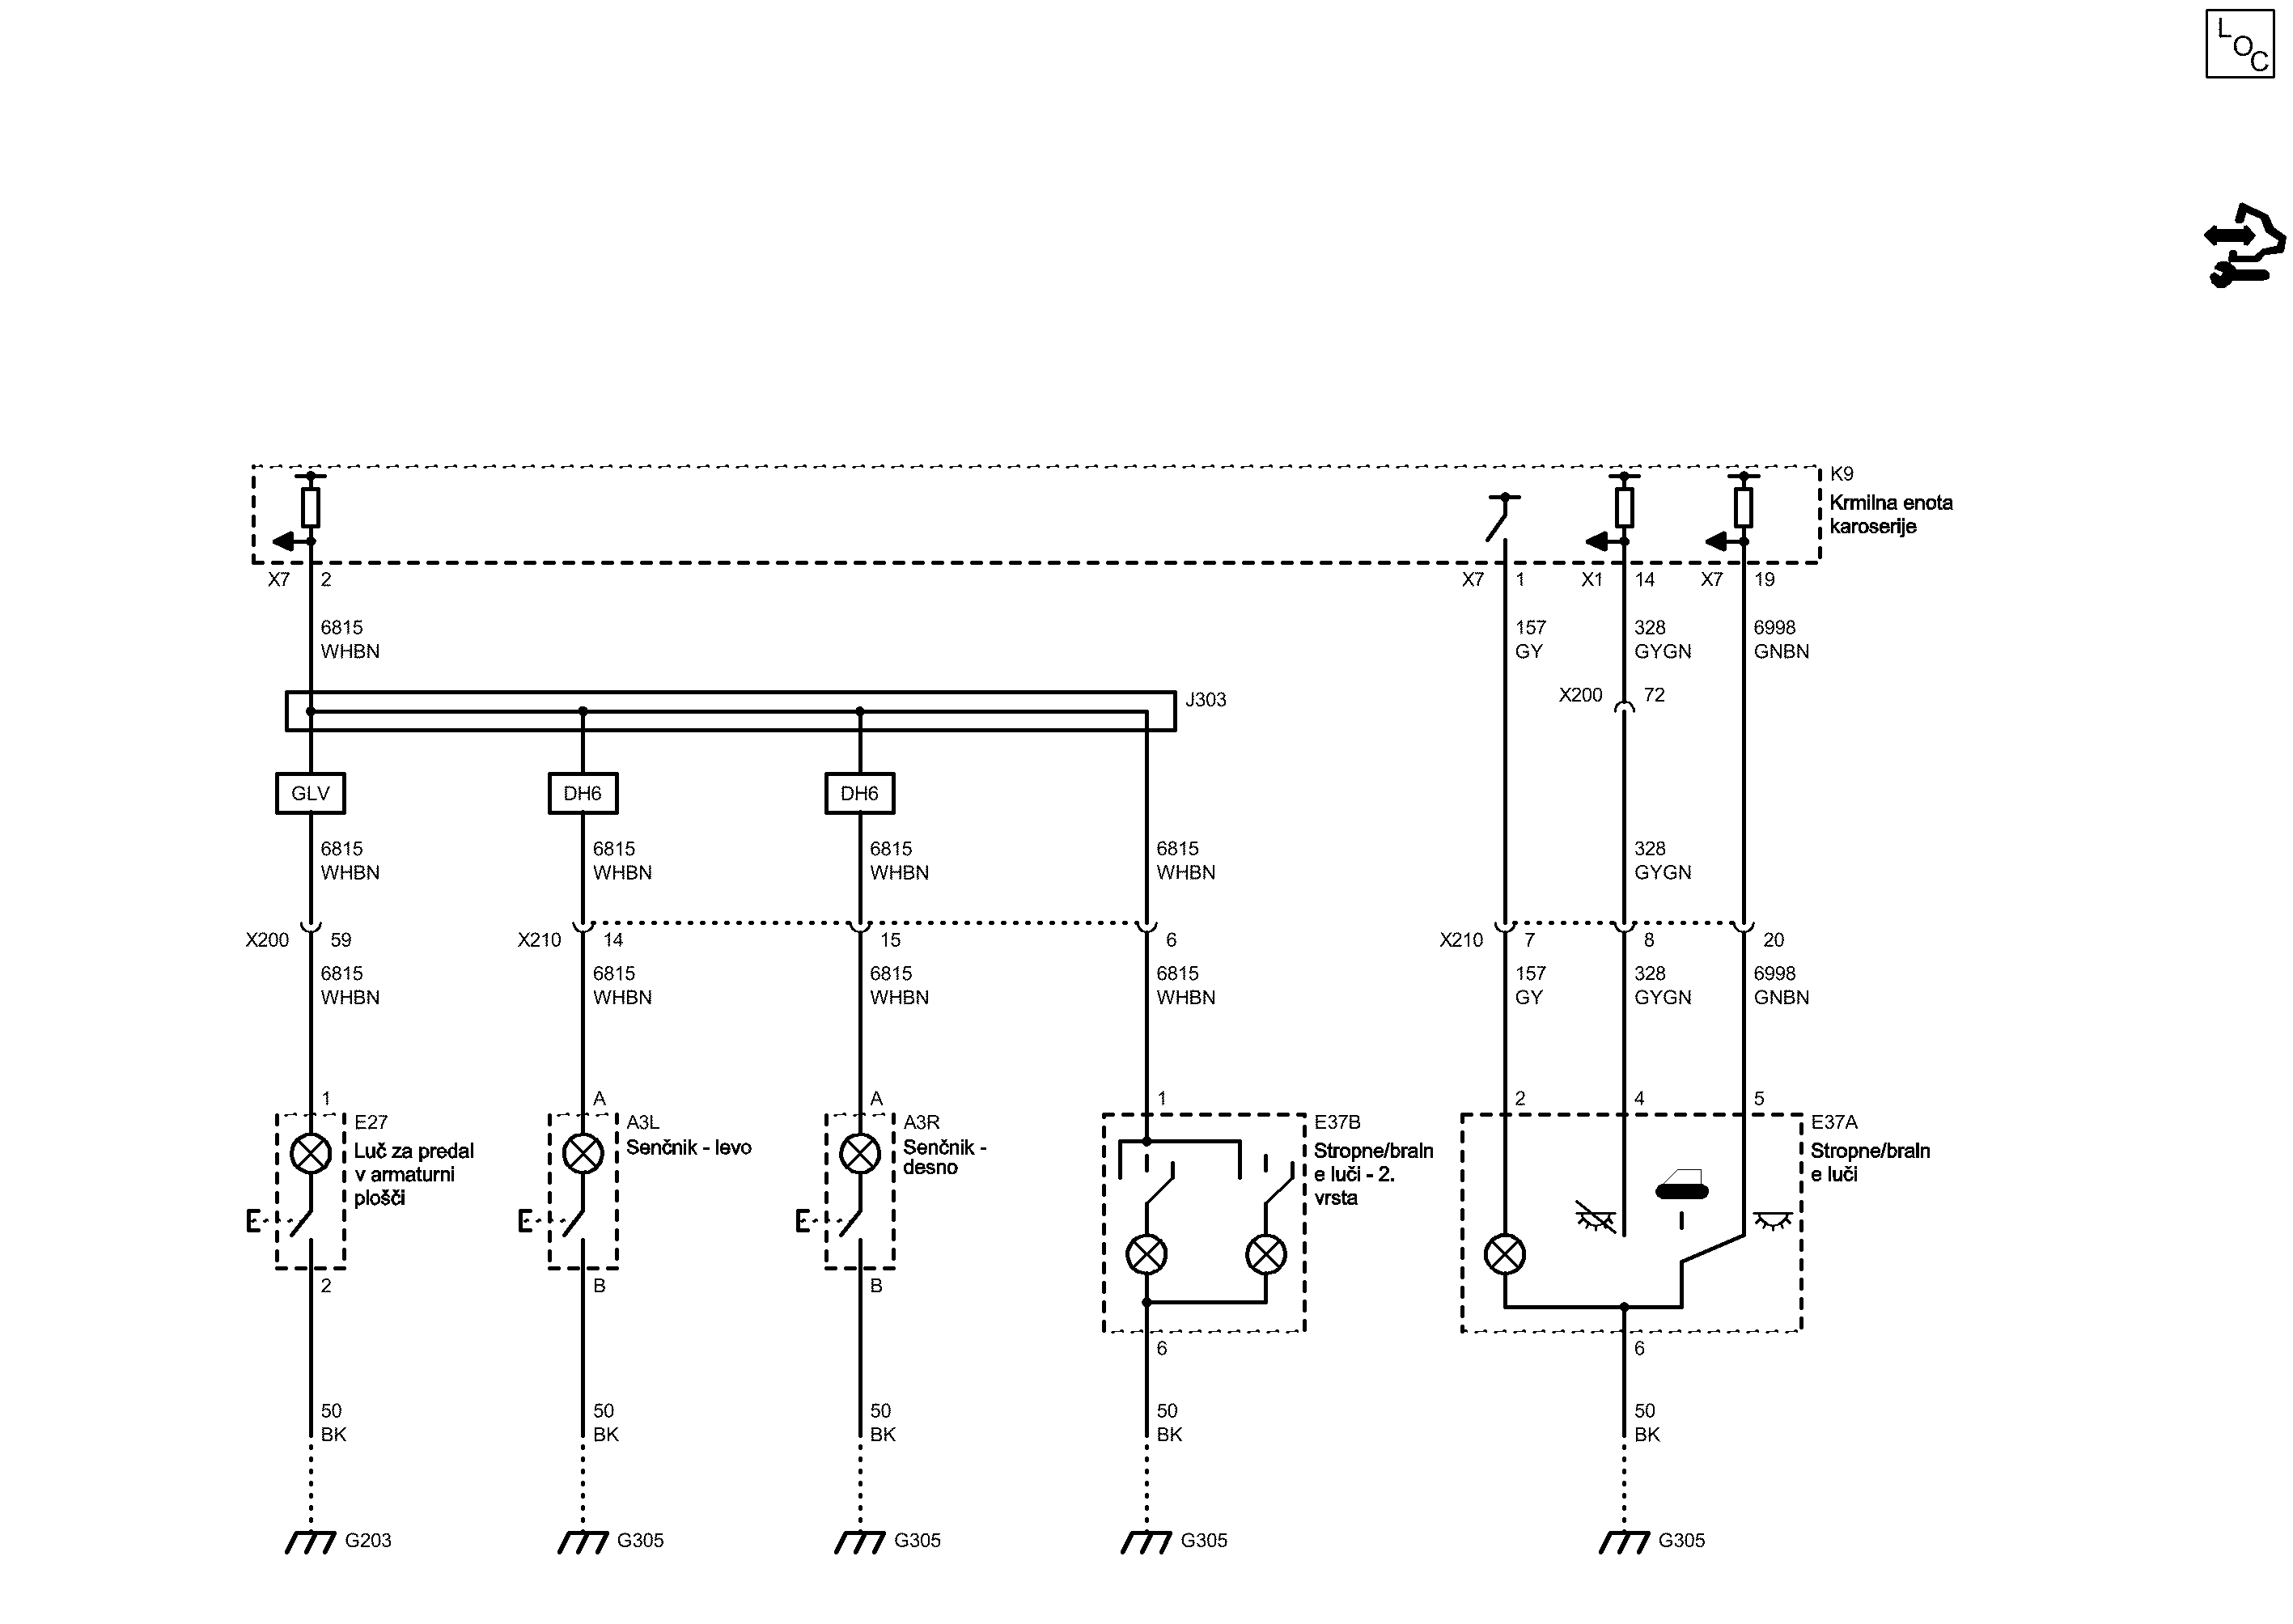 LOC
K9
Krmilna enota
karoserije
X7 2
X7 1
X1 14
X7 19
6815
WHBN
157
GY
328
GYGN
6998
GNBN
X200 72
J303
GLV
DH6
DH6
6815
WHBN
6815
WHBN
6815
WHBN
6815
WHBN
328
GYGN
X200 59
X210 14
15
6
X210 7
8
20
6815
WHBN
6815
WHBN
6815
WHBN
6815
WHBN
157
GY
328
GYGN
6998
GNBN
1
A
A
1
2
4
5
E27
Luč za predal
v armaturni
plošči
A3L
Senčnik - levo
A3R
Senčnik -
desno
E37B
Stropne/braln
e luči - 2.
vrsta
E37A
Stropne/braln
e luči
2
B
B
6
6
50
BK
50
BK
50
BK
50
BK
50
BK
G203
G305
G305
G305
G305